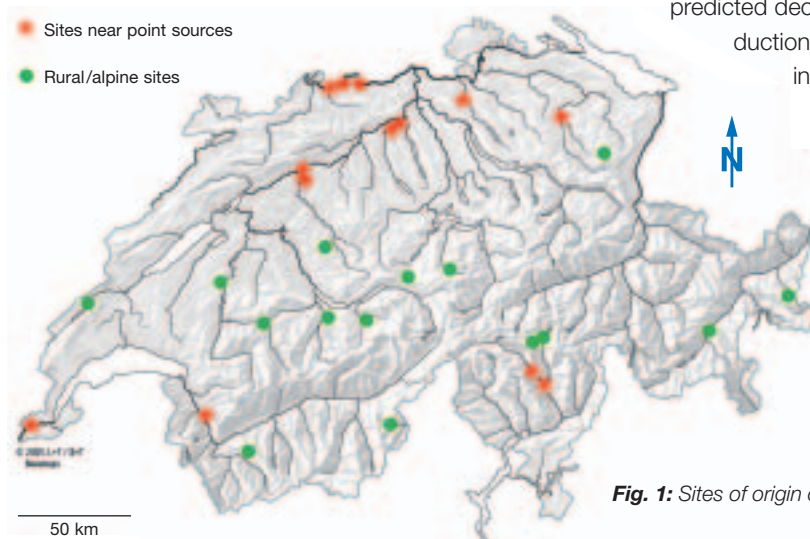 predicted dec
duction
in
Sites near point sources
Rural/alpine sites
N
50 km
Fig. 1: Sites of origin